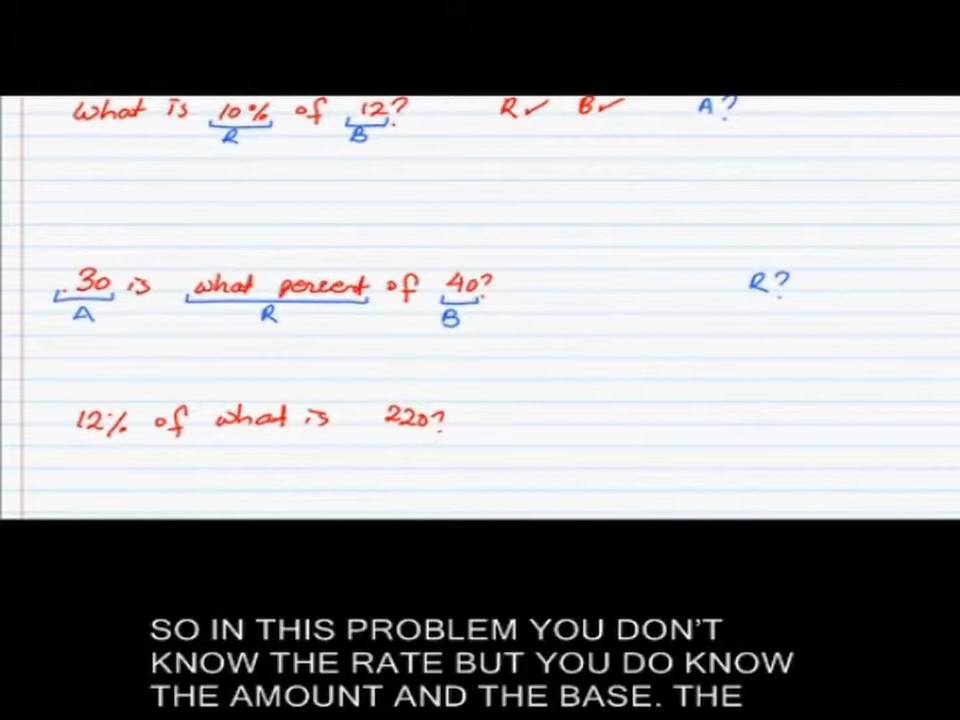 What is 10% of 12? R✓ B✓ A?
R B
30 is what percent of 40? R?
A R B
12% of what is 220?
SO IN THIS PROBLEM YOU DON'T
KNOW THE RATE BUT YOU DO KNOW
THE AMOUNT AND THE BASE. THE